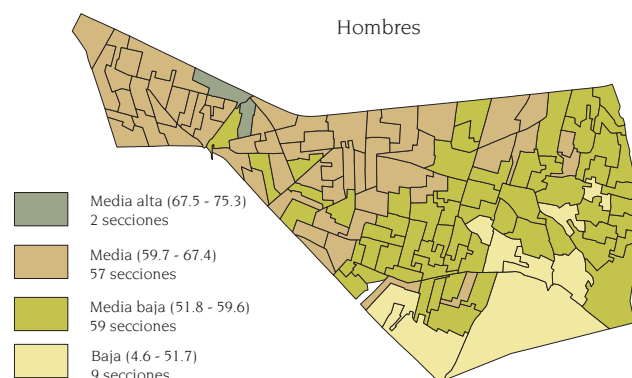 Hombres
Media alta (67.5 - 75.3)
2 secciones
Media (59.7 - 67.4)
57 secciones
Media baja (51.8 - 59.6)
59 secciones
Baja (4.6 - 51.7)
9 secciones